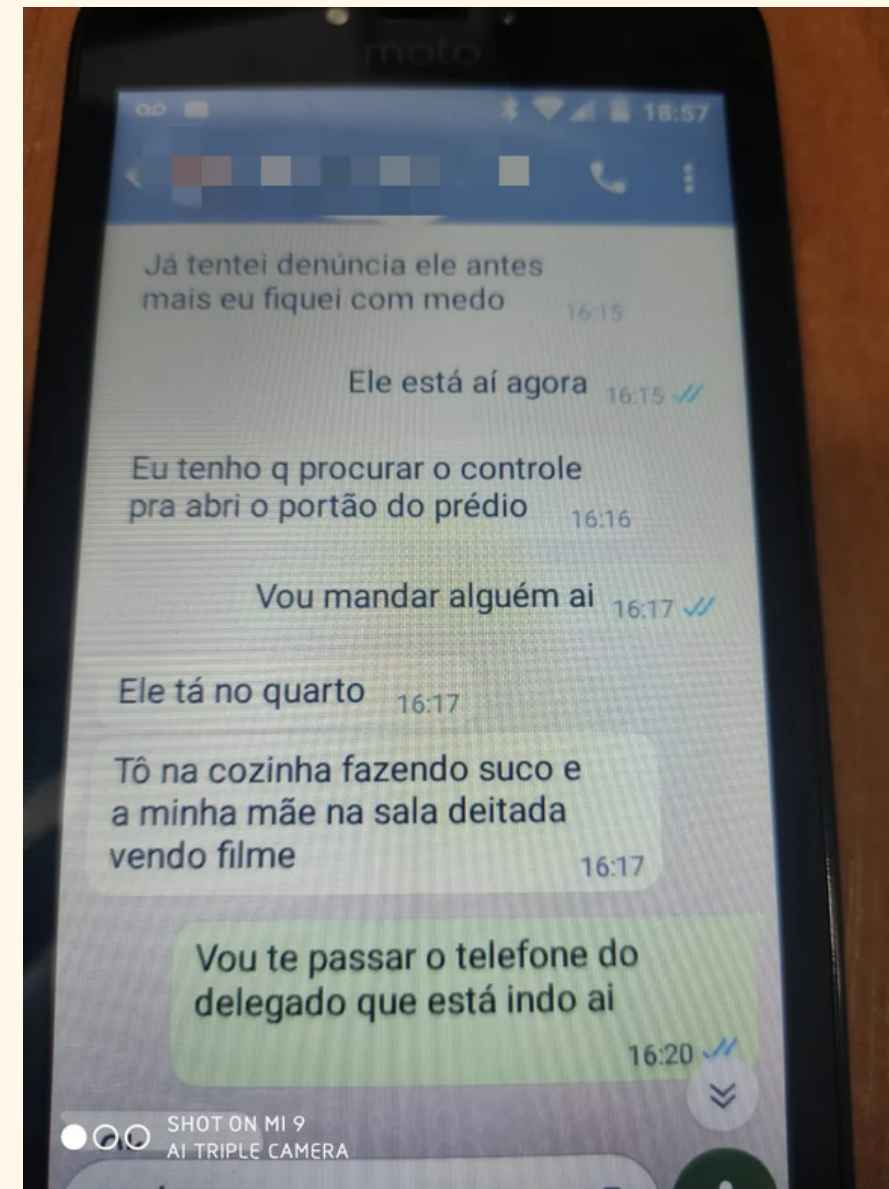 moto
18:57
Já tentei denúncia ele antes
mais eu fiquei com medo 16:15
Ele está aí agora 16:15
Eu tenho q procurar o controle
pra abri o portão do prédio 16:16
Vou mandar alguém ai 16:17
Ele tá no quarto 16:17
Tô na cozinha fazendo suco e
a minha mãe na sala deitada
vendo filme 16:17
Vou te passar o telefone do
delegado que está indo ai
16:20
SHOT ON MI 9
AI TRIPLE CAMERA